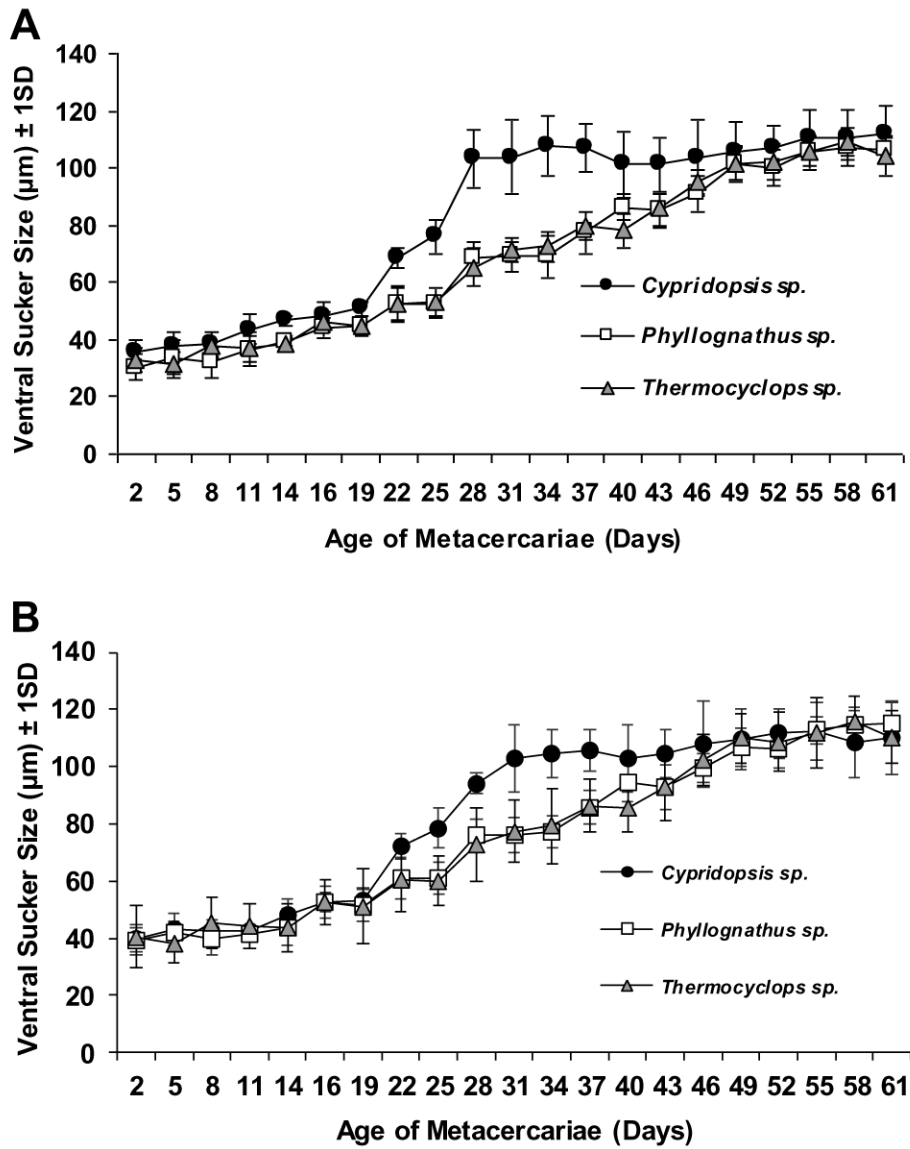 A
Ventral Sucker Size (µm) ± 1SD
140
120
100
80
60
40
20
0
Cypridopsis sp.
Phyllognathus sp.
Thermocyclops sp.
2 5 8 11 14 16 19 22 25 28 31 34 37 40 43 46 49 52 55 58 61
Age of Metacercariae (Days)
B
Ventral Sucker Size (µm) ± 1SD
140
120
100
80
60
40
20
0
Cypridopsis sp.
Phyllognathus sp.
Thermocyclops sp.
2 5 8 11 14 16 19 22 25 28 31 34 37 40 43 46 49 52 55 58 61
Age of Metacercariae (Days)